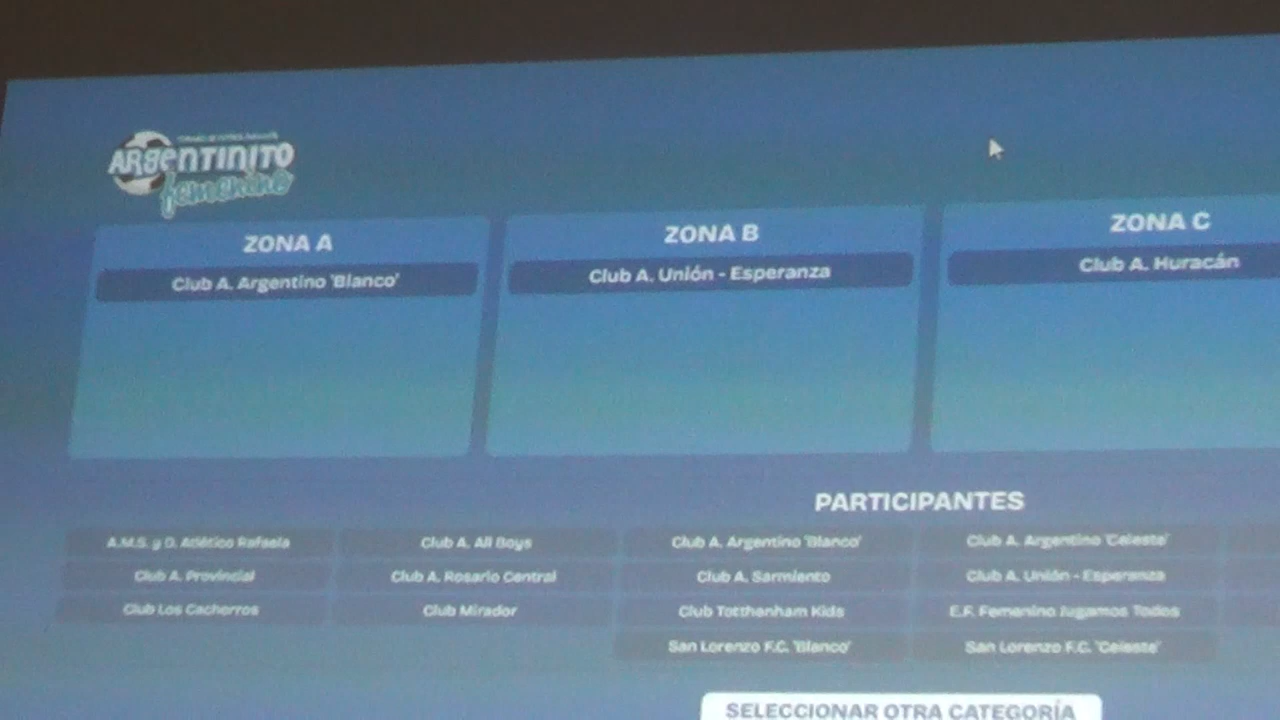 ARGENTINITO
femenino
ZONA A
Club A. Argentino 'Blanco'
ZONA B
Club A. Unión - Esperanza
ZONA C
Club A. Huracán
PARTICIPANTES
A.M.S. y D. Atlético Rafaela
Club A. All Boys
Club A. Argentino 'Blanco'
Club A. Argentino 'Celeste'
Club A. Provincial
Club A. Rosario Central
Club A. Sarmiento
Club A. Unión - Esperanza
Club Los Cachorros
Club Mirador
Club Totthenham Kids
E.F. Femenino Jugamos Todos
San Lorenzo F.C. 'Blanco'
San Lorenzo F.C. 'Celeste'
SELECCIONAR OTRA CATEGORÍA